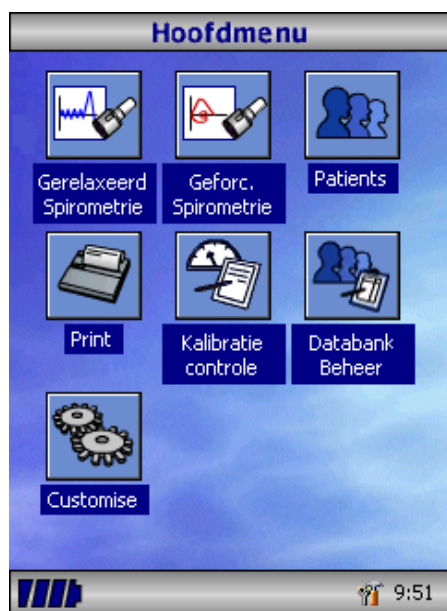 Hoofdmenu
Gerelaxeerd
Spirometrie
Geforc.
Spirometrie
Patients
Print
Kalibratie
controle
Databank
Beheer
Customise
9:51